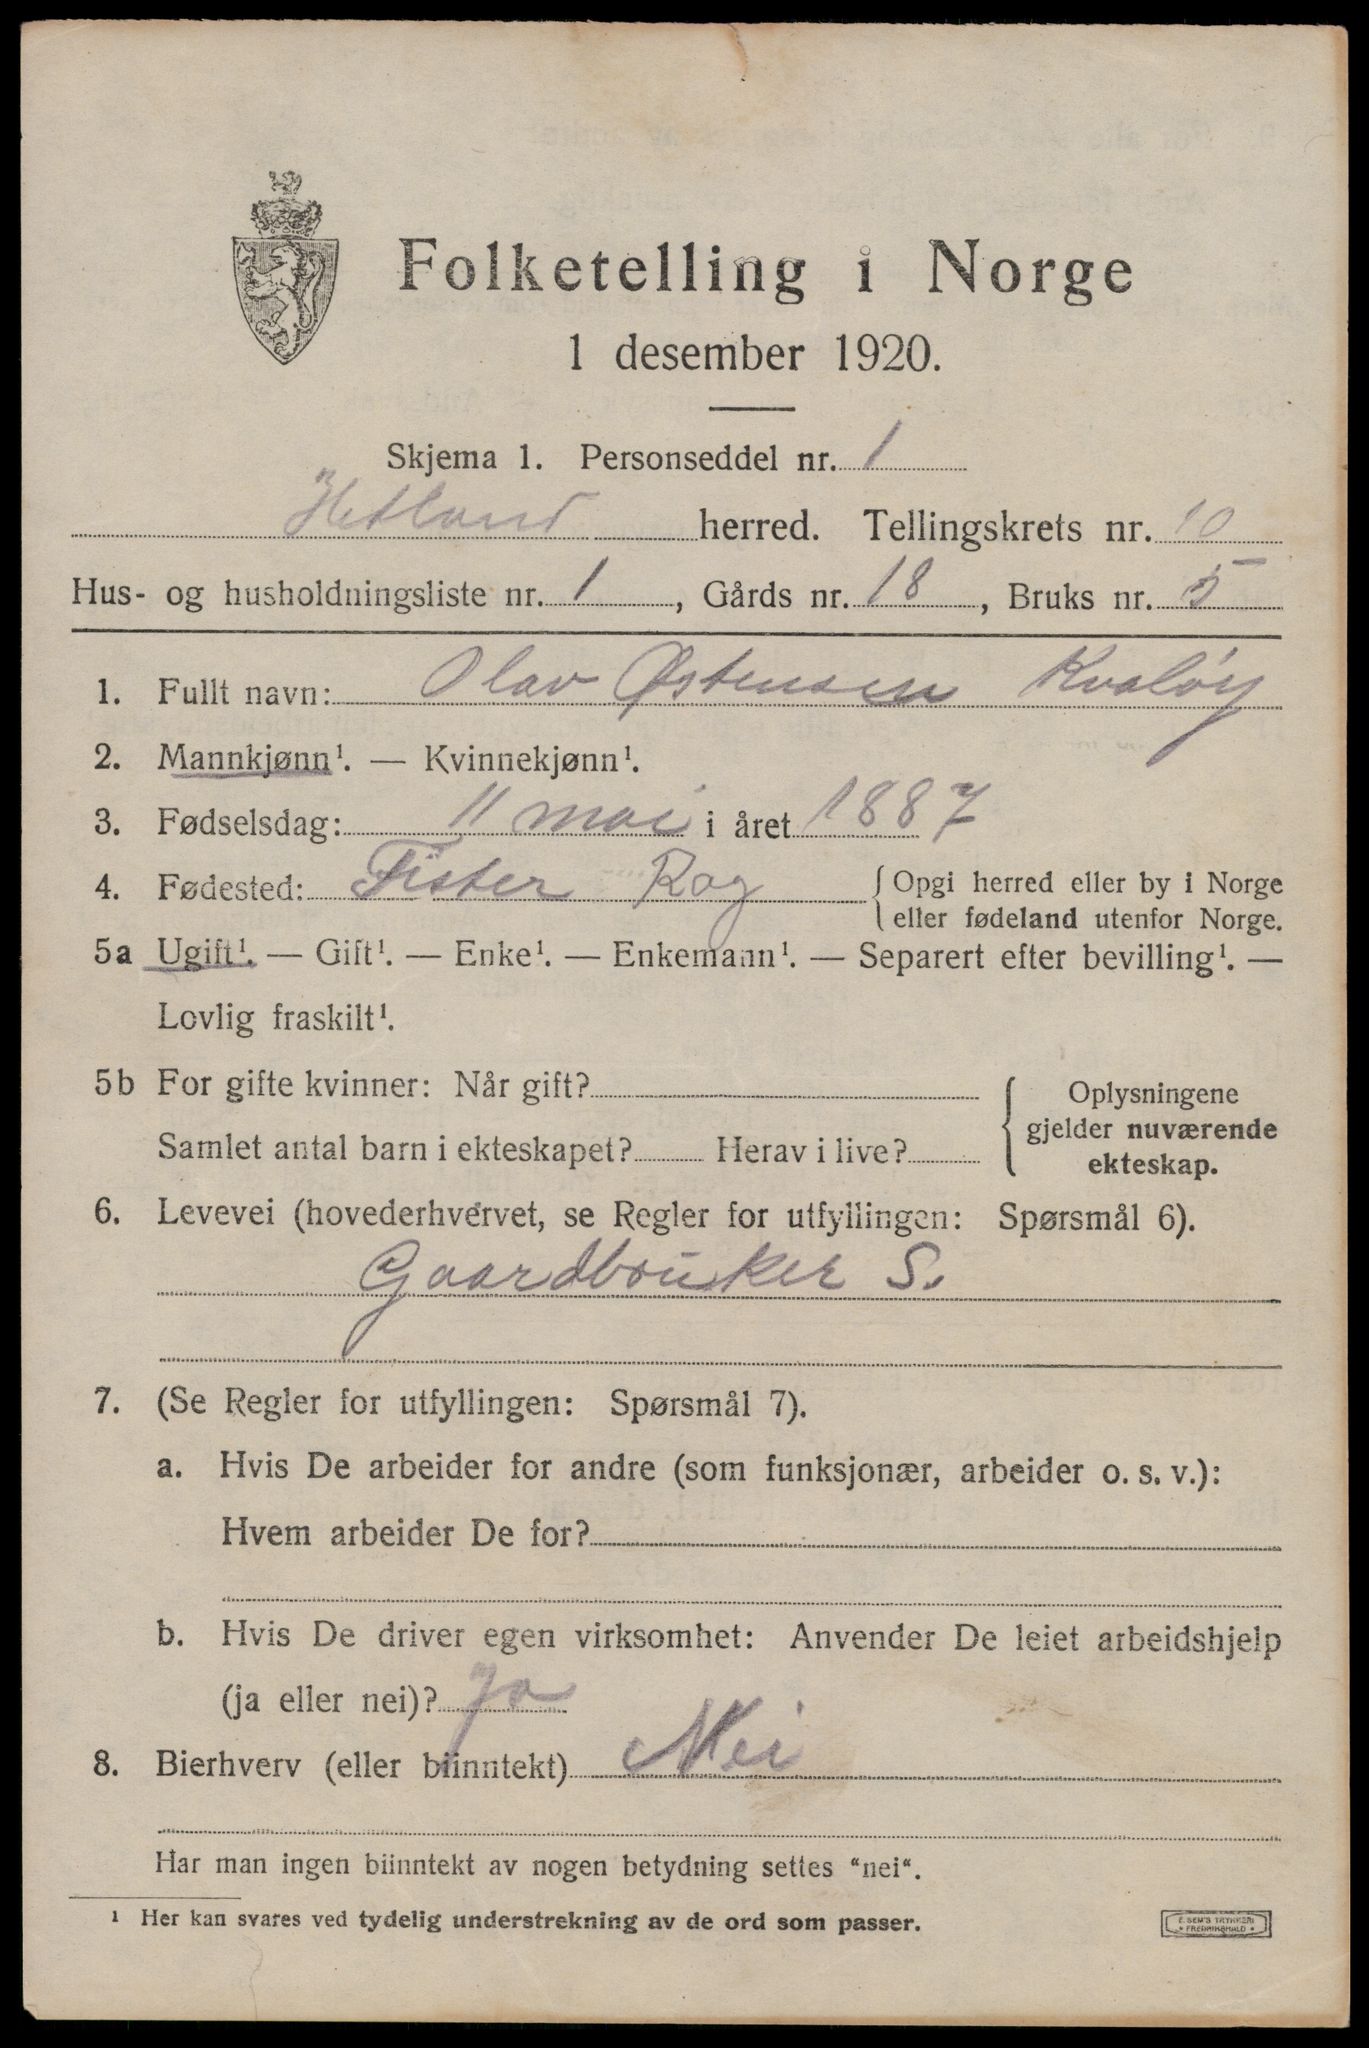 Folketelling i Norge
1 desember 1920.
Skjema 1. Personseddel nr. 1
Hetland herred. Tellingskrets nr. 10
Hus- og husholdningsliste nr. 1, Gårds nr. 18, Bruks nr. 5
1. Fullt navn: Olav Østensen Kvaløy
2. Mannkjønn¹. — Kvinnekjønn¹.
3. Fødselsdag: 11 mai i året 1887
4. Fødested: Fister Rog { Opgi herred eller by i Norge
eller fødeland utenfor Norge.
5a Ugift¹. — Gift¹. — Enke¹. — Enkemann¹. — Separert efter bevilling¹. —
Lovlig fraskilt¹.
5b For gifte kvinner: Når gift?
Samlet antal barn i ekteskapet? Herav i live?
{ Oplysningene
gjelder nuværende
ekteskap.
6. Levevei (hovederhvervet, se Regler for utfyllingen: Spørsmål 6).
Gaardbruker S.
7. (Se Regler for utfyllingen: Spørsmål 7).
a. Hvis De arbeider for andre (som funksjonær, arbeider o. s. v.):
Hvem arbeider De for?
b. Hvis De driver egen virksomhet: Anvender De leiet arbeidshjelp
(ja eller nei)? Ja
8. Bierhverv (eller biinntekt) Nei
Har man ingen biinntekt av nogen betydning settes "nei".
¹ Her kan svares ved tydelig understrekning av de ord som passer.
E. SEM'S TRYKKERI
* FREDRIKSHALD *